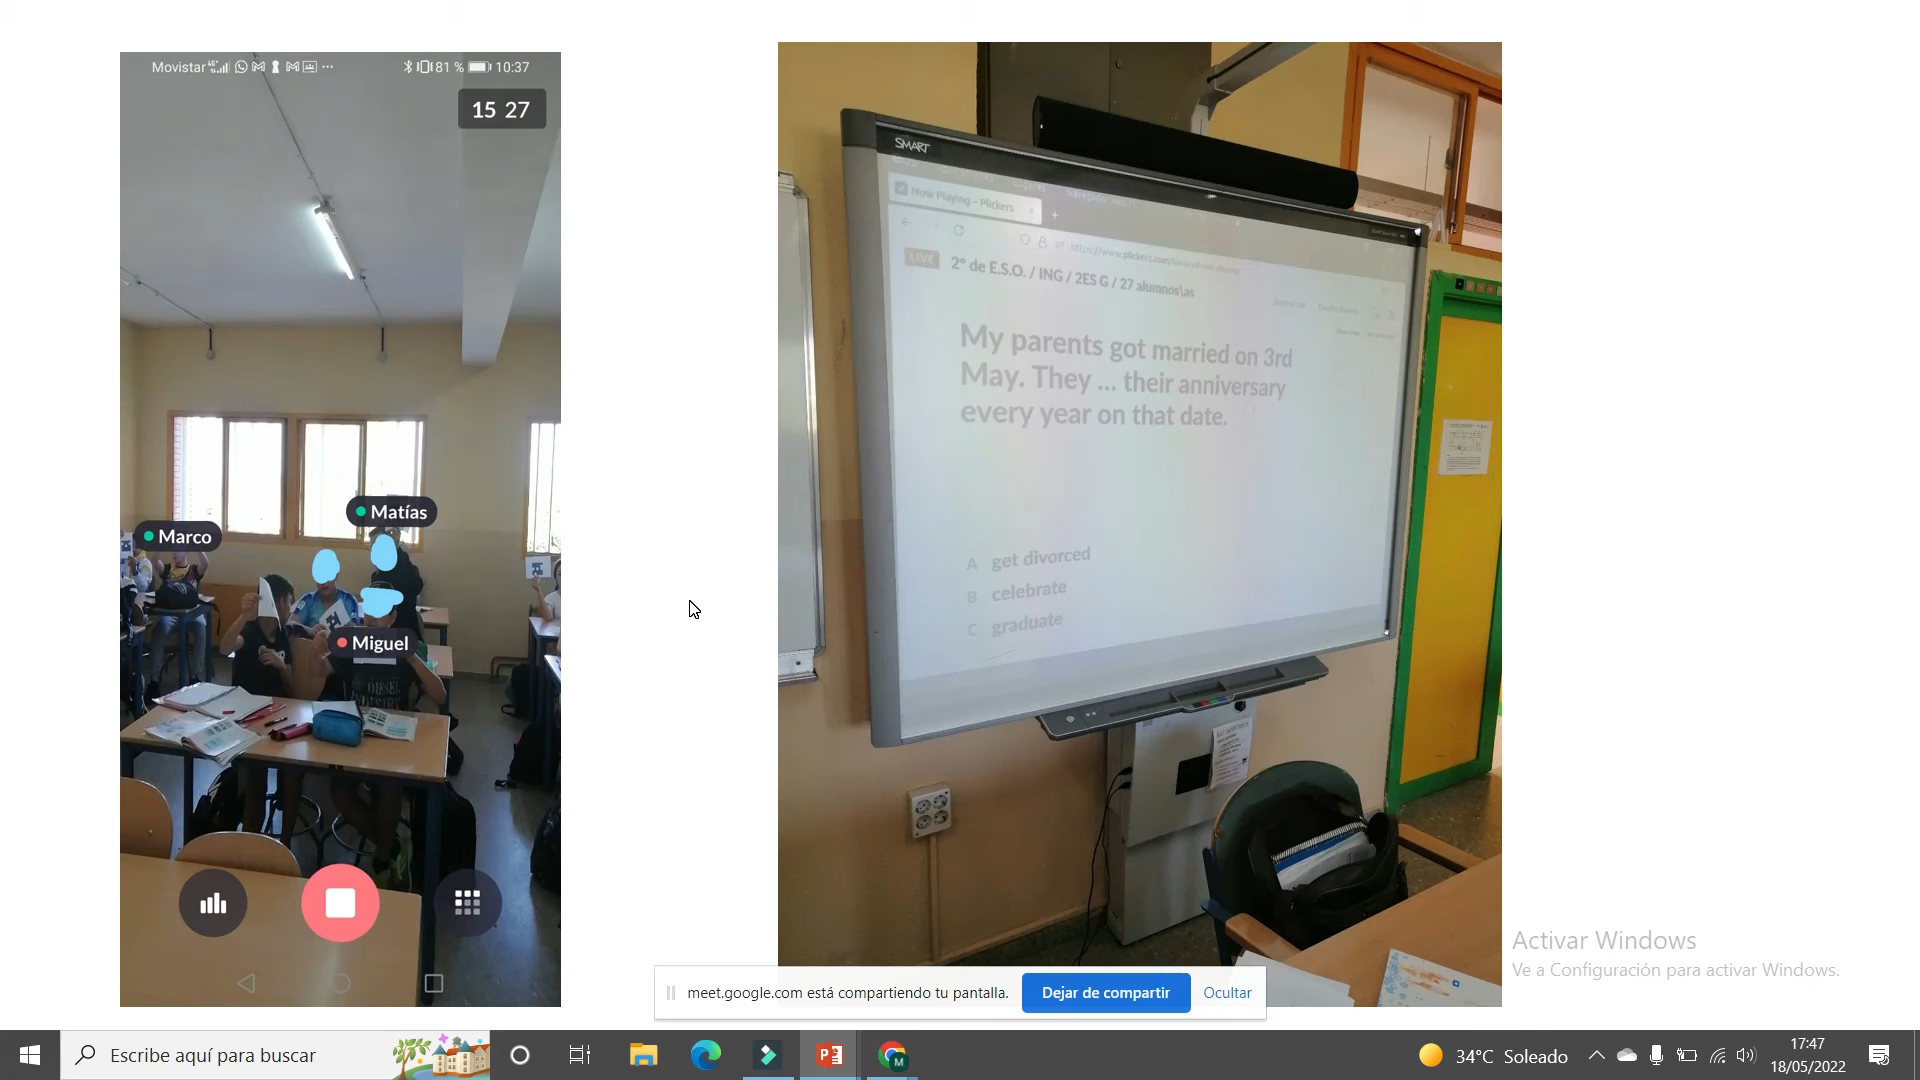 Movistar 81 % 10:37
15 27
Matías
Marco
Miguel
DIESEL
SMART
Now Playing - Plickers
LIVE 2º de E.S.O. / ING / 2ES G / 27 alumnos\as
My parents got married on 3rd
May. They ... their anniversary
every year on that date.
A get divorced
B celebrate
C graduate
Activar Windows
Ve a Configuración para activar Windows.
meet.google.com está compartiendo tu pantalla. Dejar de compartir Ocultar
Escribe aquí para buscar
34°C Soleado
17:47
18/05/2022